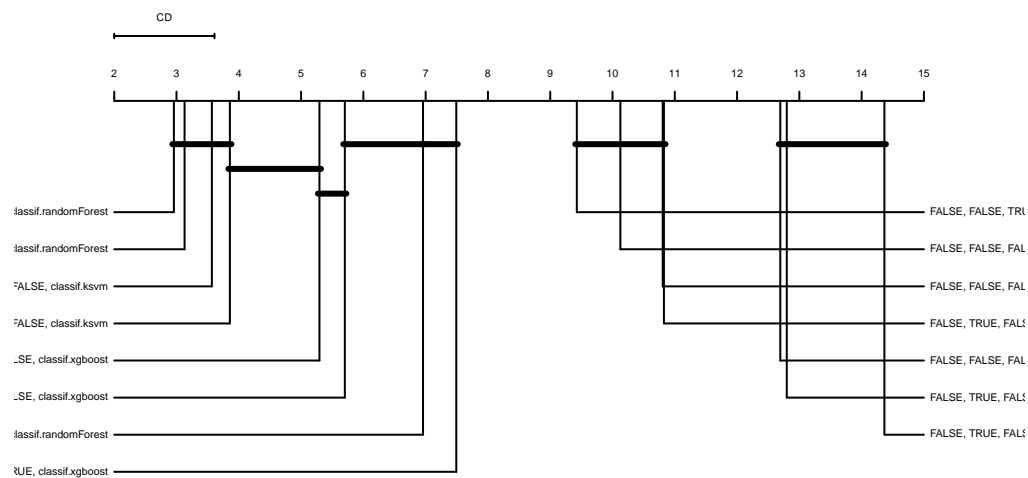 CD
2 3 4 5 6 7 8 9 10 11 12 13 14 15
classif.randomForest
classif.randomForest
FALSE, classif.ksvm
FALSE, classif.ksvm
LSE, classif.xgboost
LSE, classif.xgboost
classif.randomForest
RUE, classif.xgboost
FALSE, FALSE, TRU
FALSE, FALSE, FAL
FALSE, FALSE, FAL
FALSE, TRUE, FALS
FALSE, FALSE, FAL
FALSE, TRUE, FALS
FALSE, TRUE, FALS